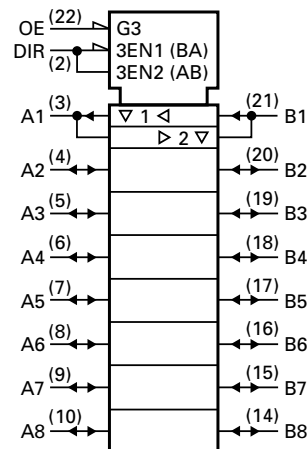 OE (22) G3
DIR (2) 3EN1 (BA)
3EN2 (AB)
A1 (3) ▽ 1 ◁ (21) B1
▷ 2 ▽
A2 (4) (20) B2
A3 (5) (19) B3
A4 (6) (18) B4
A5 (7) (17) B5
A6 (8) (16) B6
A7 (9) (15) B7
A8 (10) (14) B8